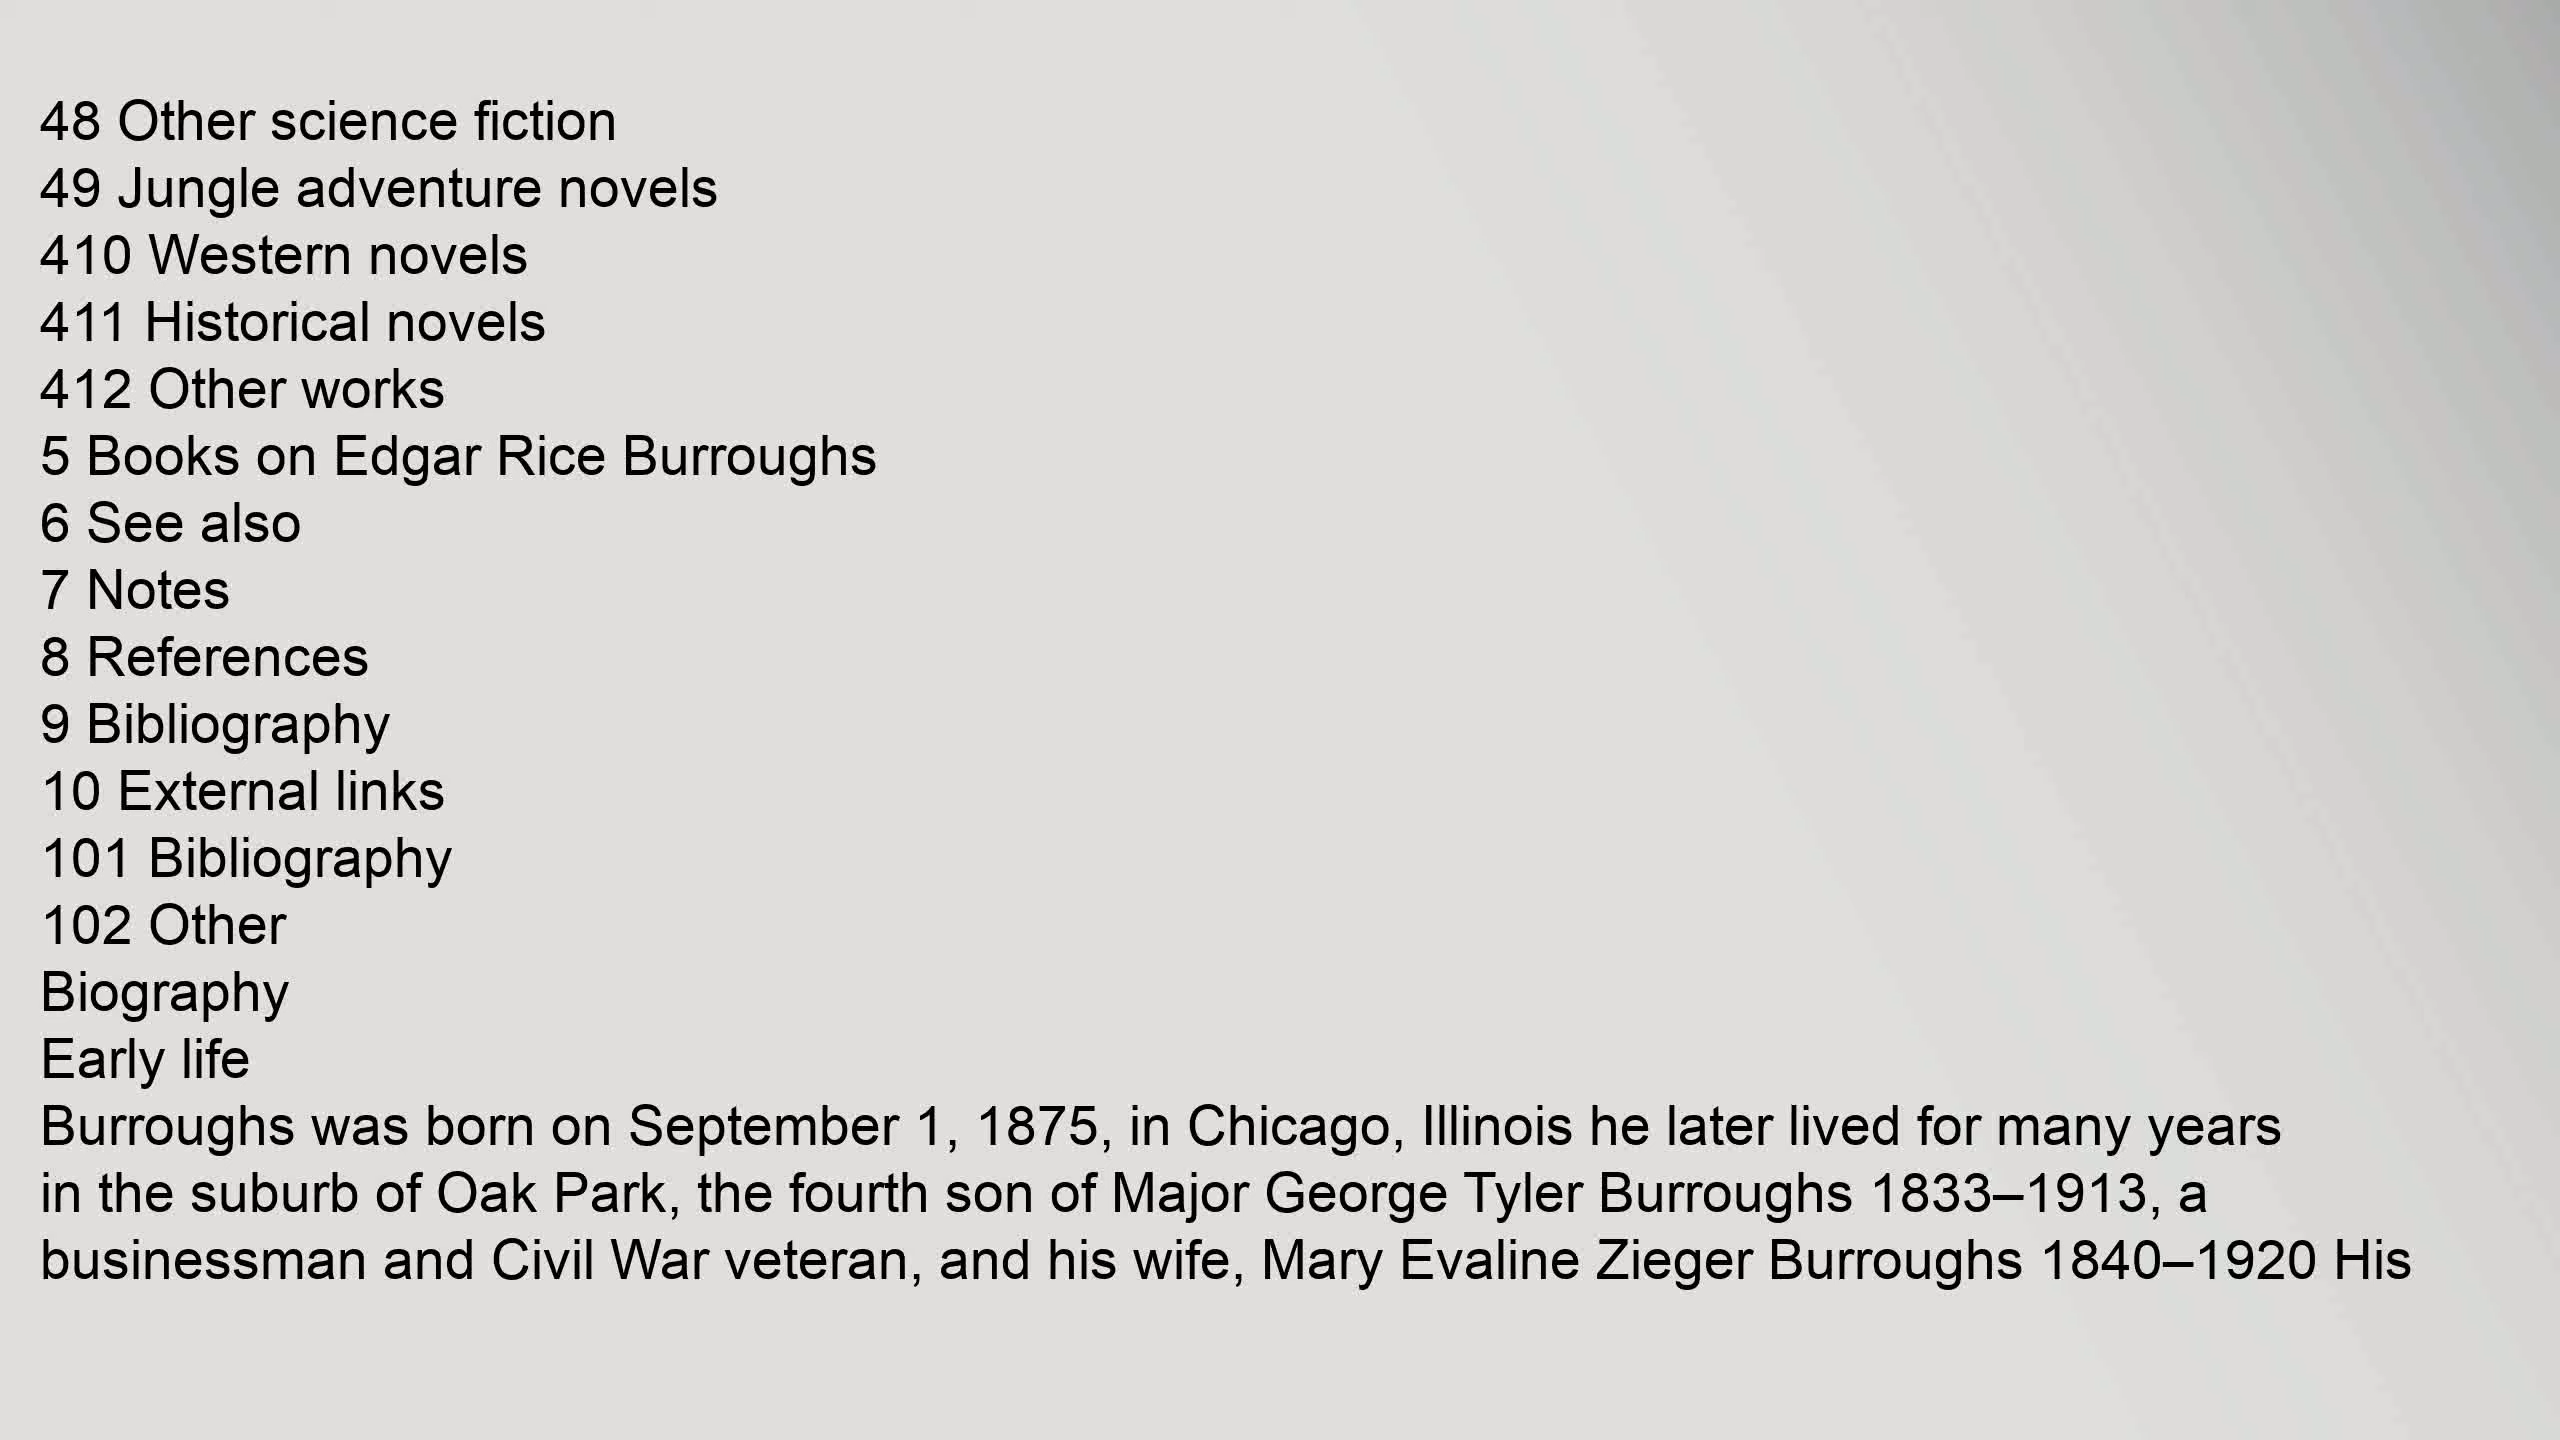 48 Other science fiction
49 Jungle adventure novels
410 Western novels
411 Historical novels
412 Other works
5 Books on Edgar Rice Burroughs
6 See also
7 Notes
8 References
9 Bibliography
10 External links
101 Bibliography
102 Other
Biography
Early life
Burroughs was born on September 1, 1875, in Chicago, Illinois he later lived for many years
in the suburb of Oak Park, the fourth son of Major George Tyler Burroughs 1833–1913, a
businessman and Civil War veteran, and his wife, Mary Evaline Zieger Burroughs 1840–1920 His